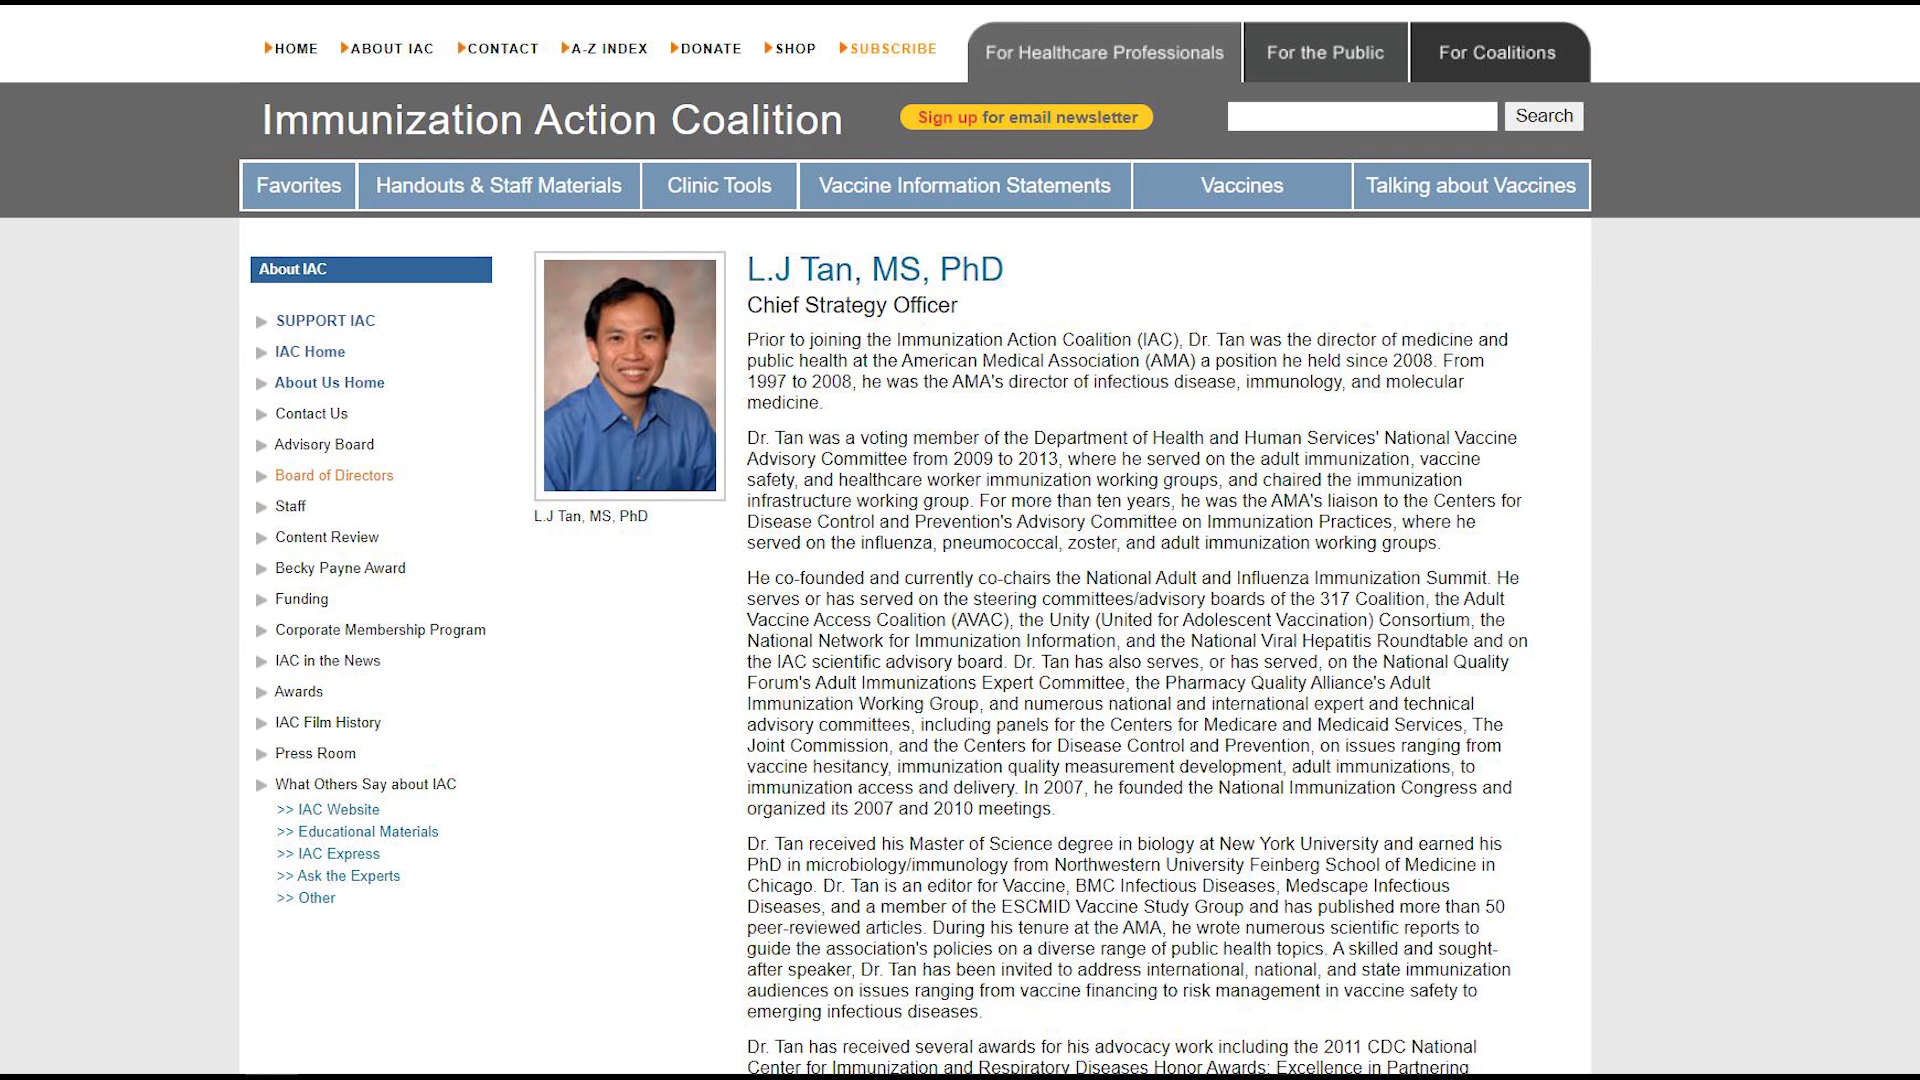 HOME ABOUT IAC CONTACT A-Z INDEX DONATE SHOP SUBSCRIBE
For Healthcare Professionals For the Public For Coalitions
Immunization Action Coalition
Sign up for email newsletter
Search
Favorites Handouts & Staff Materials Clinic Tools Vaccine Information Statements Vaccines Talking about Vaccines
About IAC
SUPPORT IAC
IAC Home
About Us Home
Contact Us
Advisory Board
Board of Directors
Staff
Content Review
Becky Payne Award
Funding
Corporate Membership Program
IAC in the News
Awards
IAC Film History
Press Room
What Others Say about IAC
>> IAC Website
>> Educational Materials
>> IAC Express
>> Ask the Experts
>> Other
L.J Tan, MS, PhD
L.J Tan, MS, PhD
Chief Strategy Officer
Prior to joining the Immunization Action Coalition (IAC), Dr. Tan was the director of medicine and
public health at the American Medical Association (AMA) a position he held since 2008. From
1997 to 2008, he was the AMA's director of infectious disease, immunology, and molecular
medicine.
Dr. Tan was a voting member of the Department of Health and Human Services' National Vaccine
Advisory Committee from 2009 to 2013, where he served on the adult immunization, vaccine
safety, and healthcare worker immunization working groups, and chaired the immunization
infrastructure working group. For more than ten years, he was the AMA's liaison to the Centers for
Disease Control and Prevention's Advisory Committee on Immunization Practices, where he
served on the influenza, pneumococcal, zoster, and adult immunization working groups.
He co-founded and currently co-chairs the National Adult and Influenza Immunization Summit. He
serves or has served on the steering committees/advisory boards of the 317 Coalition, the Adult
Vaccine Access Coalition (AVAC), the Unity (United for Adolescent Vaccination) Consortium, the
National Network for Immunization Information, and the National Viral Hepatitis Roundtable and on
the IAC scientific advisory board. Dr. Tan has also serves, or has served, on the National Quality
Forum's Adult Immunizations Expert Committee, the Pharmacy Quality Alliance's Adult
Immunization Working Group, and numerous national and international expert and technical
advisory committees, including panels for the Centers for Medicare and Medicaid Services, The
Joint Commission, and the Centers for Disease Control and Prevention, on issues ranging from
vaccine hesitancy, immunization quality measurement development, adult immunizations, to
immunization access and delivery. In 2007, he founded the National Immunization Congress and
organized its 2007 and 2010 meetings.
Dr. Tan received his Master of Science degree in biology at New York University and earned his
PhD in microbiology/immunology from Northwestern University Feinberg School of Medicine in
Chicago. Dr. Tan is an editor for Vaccine, BMC Infectious Diseases, Medscape Infectious
Diseases, and a member of the ESCMID Vaccine Study Group and has published more than 50
peer-reviewed articles. During his tenure at the AMA, he wrote numerous scientific reports to
guide the association's policies on a diverse range of public health topics. A skilled and sought-
after speaker, Dr. Tan has been invited to address international, national, and state immunization
audiences on issues ranging from vaccine financing to risk management in vaccine safety to
emerging infectious diseases.
Dr. Tan has received several awards for his advocacy work including the 2011 CDC National
Center for Immunization and Respiratory Diseases Honor Awards: Excellence in Partnering